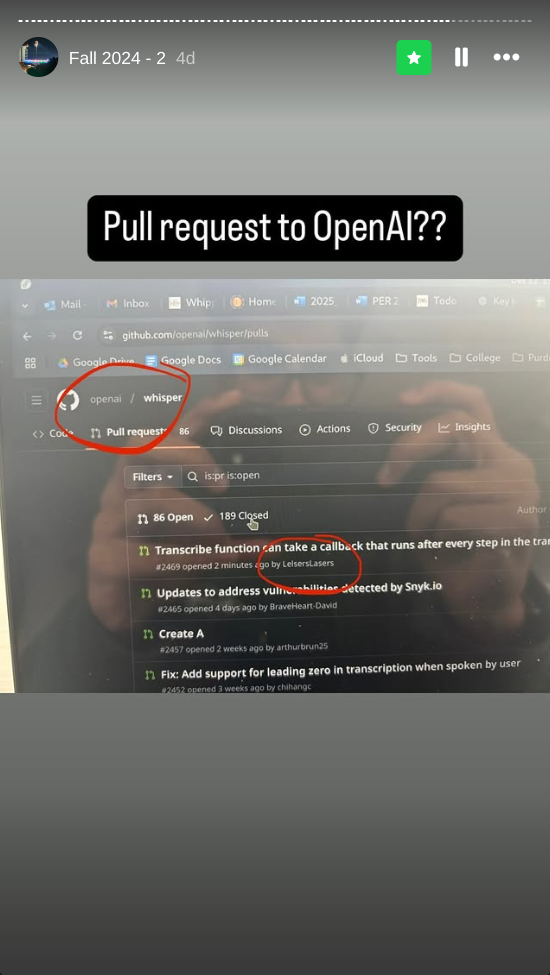 Fall 2024 - 2 4d
Pull request to OpenAI??
Mail
Inbox
Whip
Home
2025
PER 2
Todo
Key
github.com/openai/whisper/pulls
Google Drive
Google Docs
Google Calendar
iCloud
Tools
College
Purd
openai / whisper
Code
Pull requests 86
Discussions
Actions
Security
Insights
Filters
is:pr is:open
86 Open
189 Closed
Author
Transcribe function can take a callback that runs after every step in the tran
#2469 opened 2 minutes ago by LelsersLasers
Updates to address vulnerabilities detected by Snyk.io
#2465 opened 4 days ago by BraveHeart-David
Create A
#2457 opened 2 weeks ago by arthurbrun25
Fix: Add support for leading zero in transcription when spoken by user
#2452 opened 3 weeks ago by chihangc